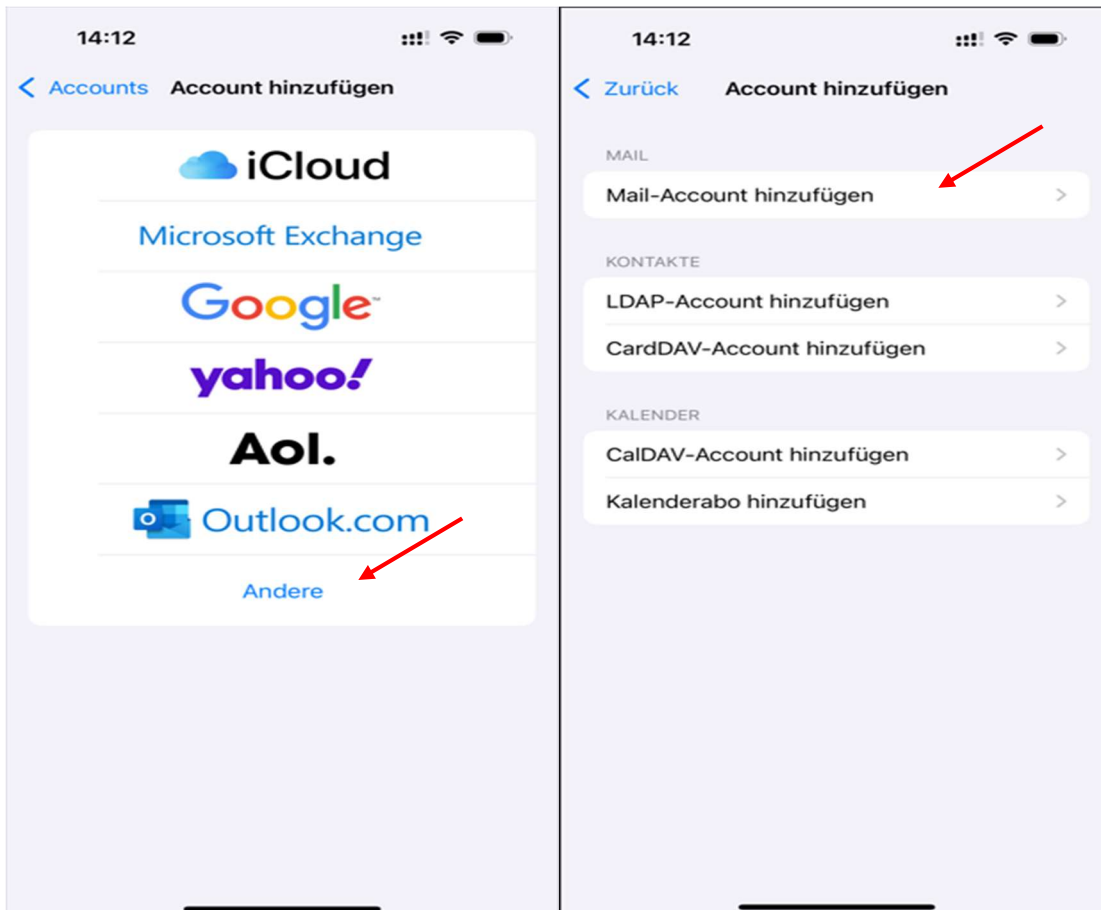 14:12
Accounts Account hinzufügen
iCloud
Microsoft Exchange
Google
yahoo!
Aol.
Outlook.com
Andere
14:12
Zurück Account hinzufügen
MAIL
Mail-Account hinzufügen
KONTAKTE
LDAP-Account hinzufügen
CardDAV-Account hinzufügen
KALENDER
CalDAV-Account hinzufügen
Kalenderabo hinzufügen